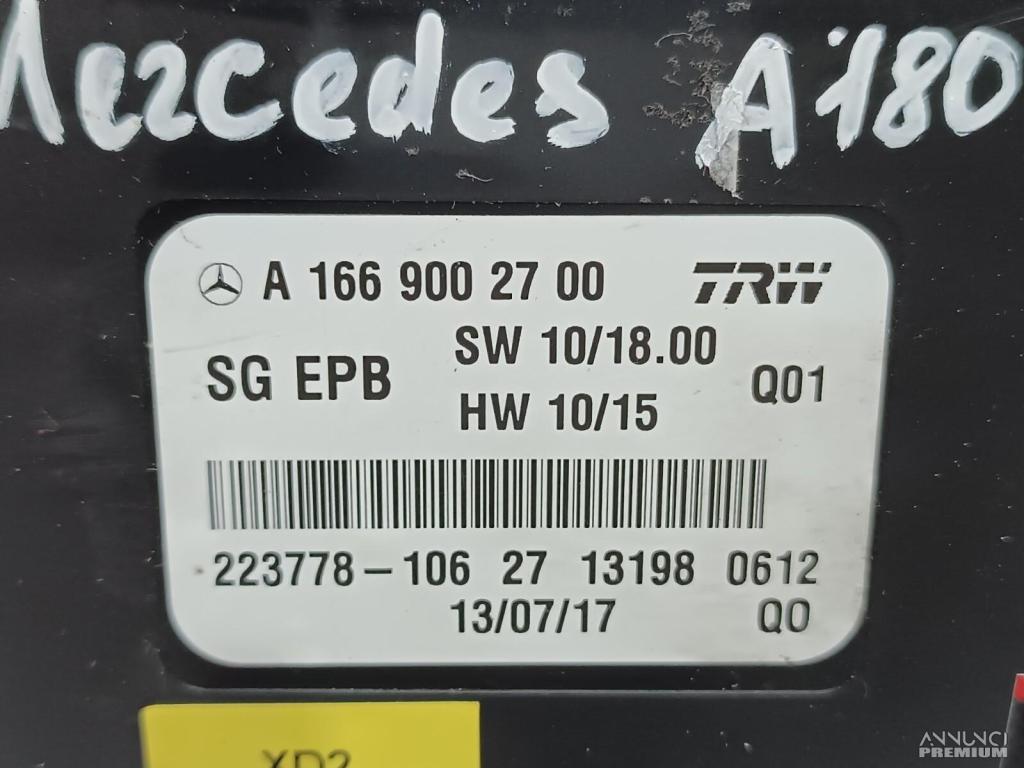 Mercedes A180
A 166 900 27 00 TRW
SG EPB
SW 10/18.00
HW 10/15
Q01
223778-106 27 13198 0612
13/07/17 Q0
XD2
ANNUNCI
PREMIUM